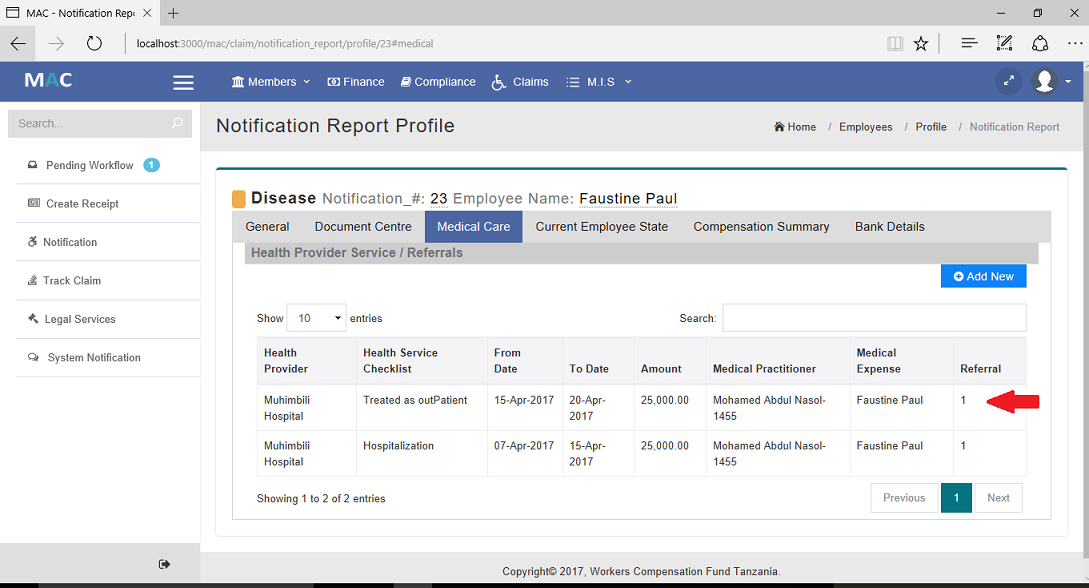 MAC - Notification Repo
localhost:3000/mac/claim/notification_report/profile/23#medical
MAC
Members
Finance
Compliance
Claims
M.I.S
Search...
Pending Workflow 1
Create Receipt
Notification
Track Claim
Legal Services
System Notification
Notification Report Profile
Home / Employees / Profile / Notification Report
Disease Notification_#: 23 Employee Name: Faustine Paul
General Document Centre Medical Care Current Employee State Compensation Summary Bank Details
Health Provider Service / Referrals
Add New
Show 10 entries
Search:
Health Provider Health Service Checklist From Date To Date Amount Medical Practitioner Medical Expense Referral
Muhimbili Hospital Treated as outPatient 15-Apr-2017 20-Apr-2017 25,000.00 Mohamed Abdul Nasol-1455 Faustine Paul 1
Muhimbili Hospital Hospitalization 07-Apr-2017 15-Apr-2017 25,000.00 Mohamed Abdul Nasol-1455 Faustine Paul 1
Showing 1 to 2 of 2 entries
Previous 1 Next
Copyright© 2017, Workers Compensation Fund Tanzania.